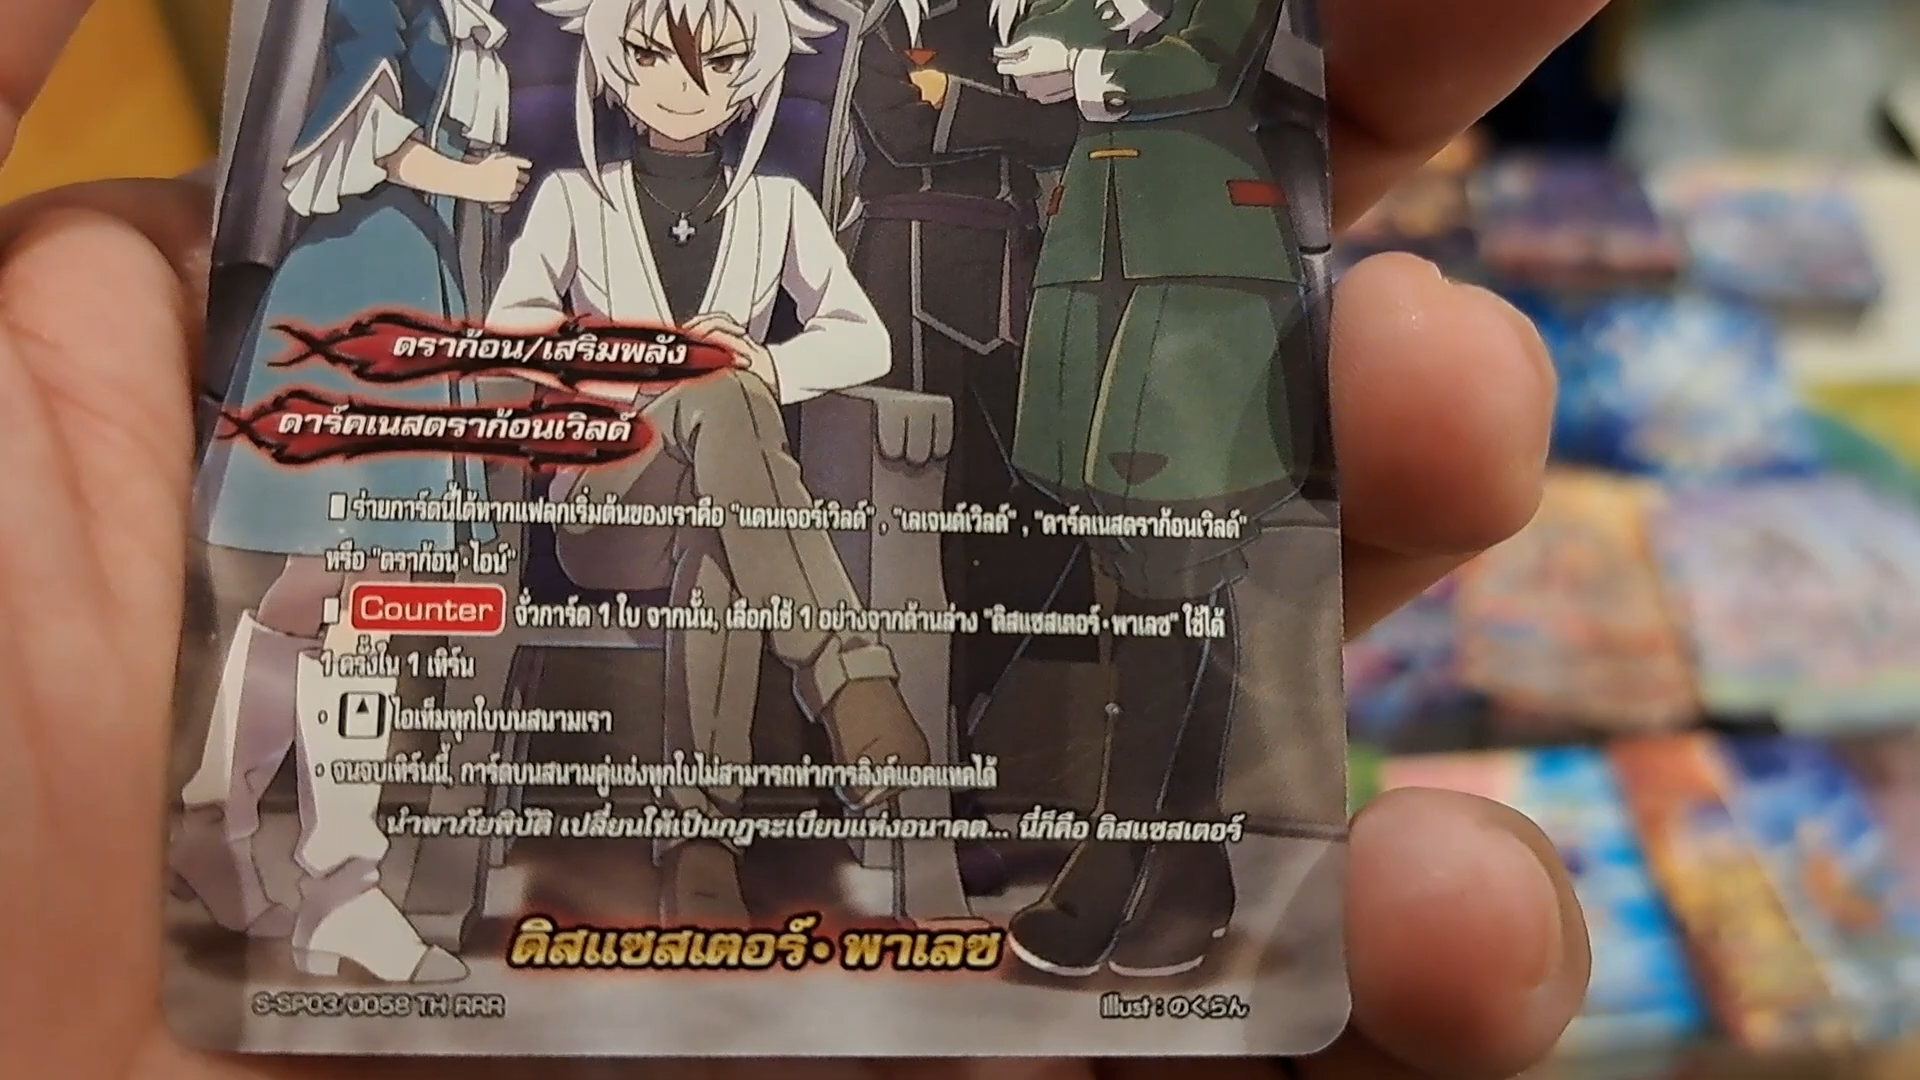 ดราก้อน/เสริมพลัง
ดาร์คเนสดราก้อนเวิลด์
■ ร่ายการ์ดนี้ได้หากแฟลกเริ่มต้นของเราคือ "แดนเจอร์เวิลด์" , "เลเจนด์เวิลด์" , "ดาร์คเนสดราก้อนเวิลด์"
หรือ "ดราก้อน•ไอน์"
■ Counter จั่วการ์ด 1 ใบ จากนั้น, เลือกใช้ 1 อย่างจากด้านล่าง "ดิสแซสเตอร์•พาเลซ" ใช้ได้
1 ครั้งใน 1 เทิร์น
○ ไอเท็มทุกใบบนสนามเรา
○ จนจบเทิร์นนี้, การ์ดบนสนามคู่แข่งทุกใบไม่สามารถทำการลิงค์แอคแทคได้
นำพาภัยพิบัติ เปลี่ยนให้เป็นกฎระเบียบแห่งอนาคต... นี่ก็คือ ดิสแซสเตอร์
ดิสแซสเตอร์•พาเลซ
S-SP03/0058 TH RRR
Illust : のくらん